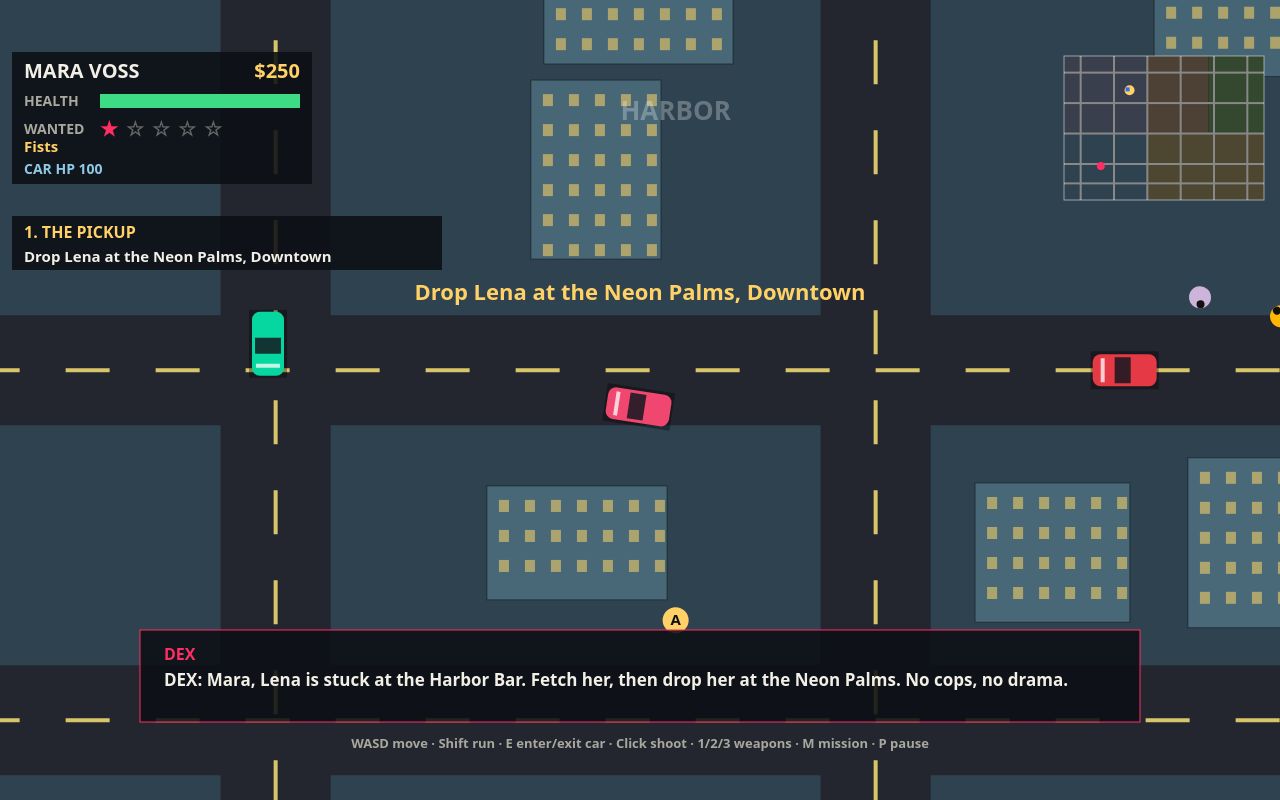 MARA VOSS $250
HEALTH
WANTED ★ ☆ ☆ ☆ ☆
Fists
CAR HP 100
HARBOR
1. THE PICKUP
Drop Lena at the Neon Palms, Downtown
Drop Lena at the Neon Palms, Downtown
A
DEX
DEX: Mara, Lena is stuck at the Harbor Bar. Fetch her, then drop her at the Neon Palms. No cops, no drama.
WASD move · Shift run · E enter/exit car · Click shoot · 1/2/3 weapons · M mission · P pause